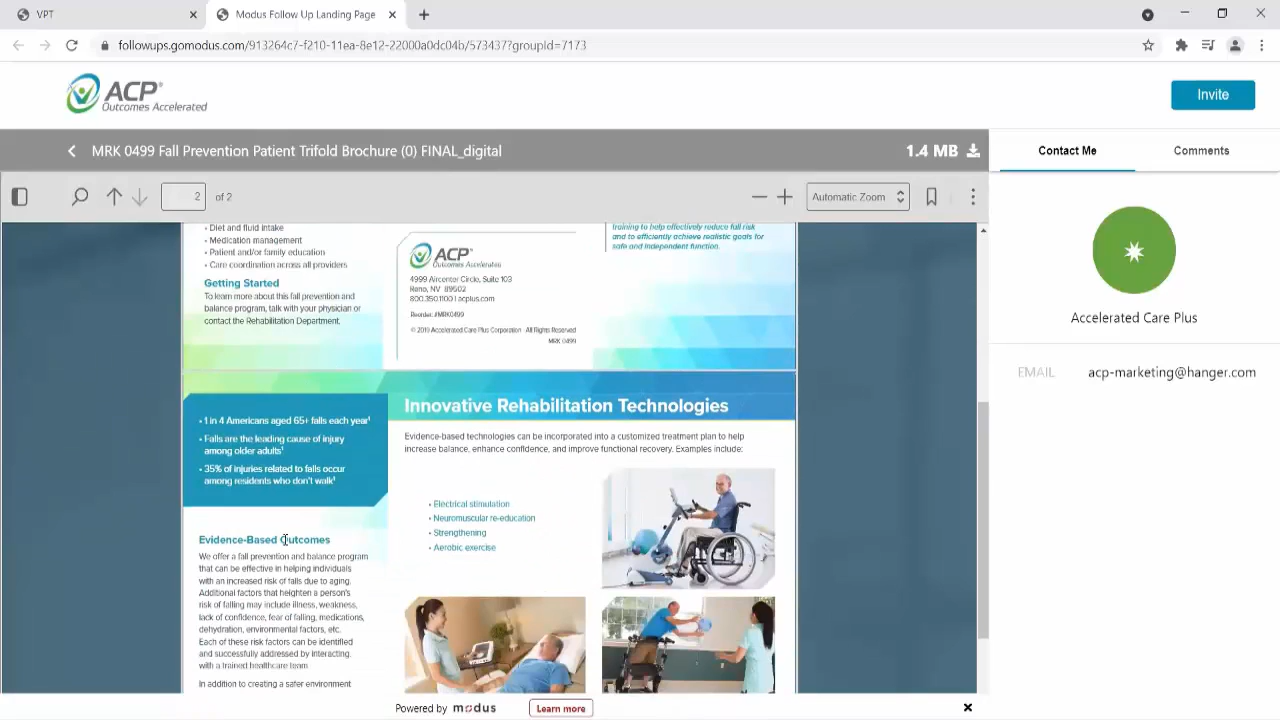 VPT
Modus Follow Up Landing Page
followups.gomodus.com/913264c7-f210-11ea-8e12-22000a0dc04b/573437?groupId=7173
ACP®
Outcomes Accelerated
Invite
MRK 0499 Fall Prevention Patient Trifold Brochure (0) FINAL_digital
1.4 MB
Contact Me
Comments
2
of 2
Automatic Zoom
• Diet and fluid intake
• Medication management
• Patient and/or family education
• Care coordination across all providers
Getting Started
To learn more about this fall prevention and
balance program, talk with your physician or
contact the Rehabilitation Department.
ACP®
Outcomes Accelerated
4999 Aircenter Circle, Suite 103
Reno, NV 89502
800.350.1100 | acplus.com
Reorder: #MRK0499
© 2019 Accelerated Care Plus Corporation All Rights Reserved
MRK 0499
training to help effectively reduce fall risk
and to efficiently achieve realistic goals for
safe and independent function.
• 1 in 4 Americans aged 65+ falls each year¹
• Falls are the leading cause of injury
among older adults¹
• 35% of injuries related to falls occur
among residents who don't walk¹
Evidence-Based Outcomes
We offer a fall prevention and balance program
that can be effective in helping individuals
with an increased risk of falls due to aging.
Additional factors that heighten a person's
risk of falling may include illness, weakness,
lack of confidence, fear of falling, medications,
dehydration, environmental factors, etc.
Each of these risk factors can be identified
and successfully addressed by interacting
with a trained healthcare team.
In addition to creating a safer environment
Innovative Rehabilitation Technologies
Evidence-based technologies can be incorporated into a customized treatment plan to help
increase balance, enhance confidence, and improve functional recovery. Examples include:
• Electrical stimulation
• Neuromuscular re-education
• Strengthening
• Aerobic exercise
Accelerated Care Plus
EMAIL
acp-marketing@hanger.com
Powered by modus
Learn more